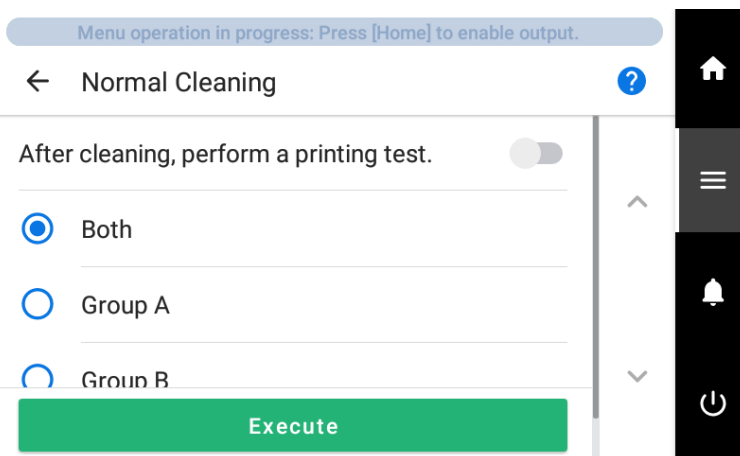 Menu operation in progress: Press [Home] to enable output.
Normal Cleaning
?
After cleaning, perform a printing test.
Both
Group A
Group B
Execute